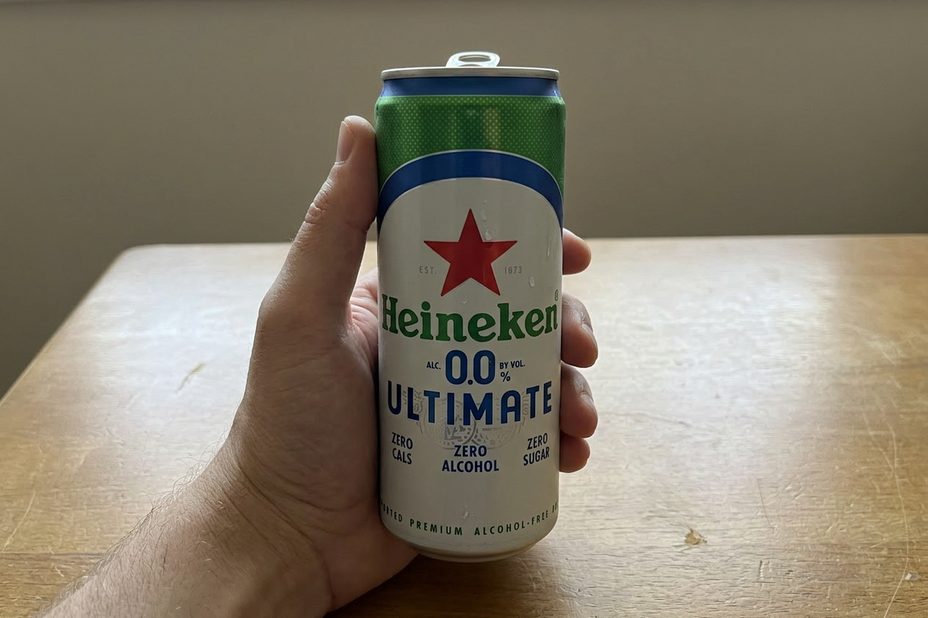 EST. 1873
Heineken®
ALC. 0.0 % BY VOL.
ULTIMATE
ZERO CALS
ZERO ALCOHOL
ZERO SUGAR
PREMIUM ALCOHOL-FREE